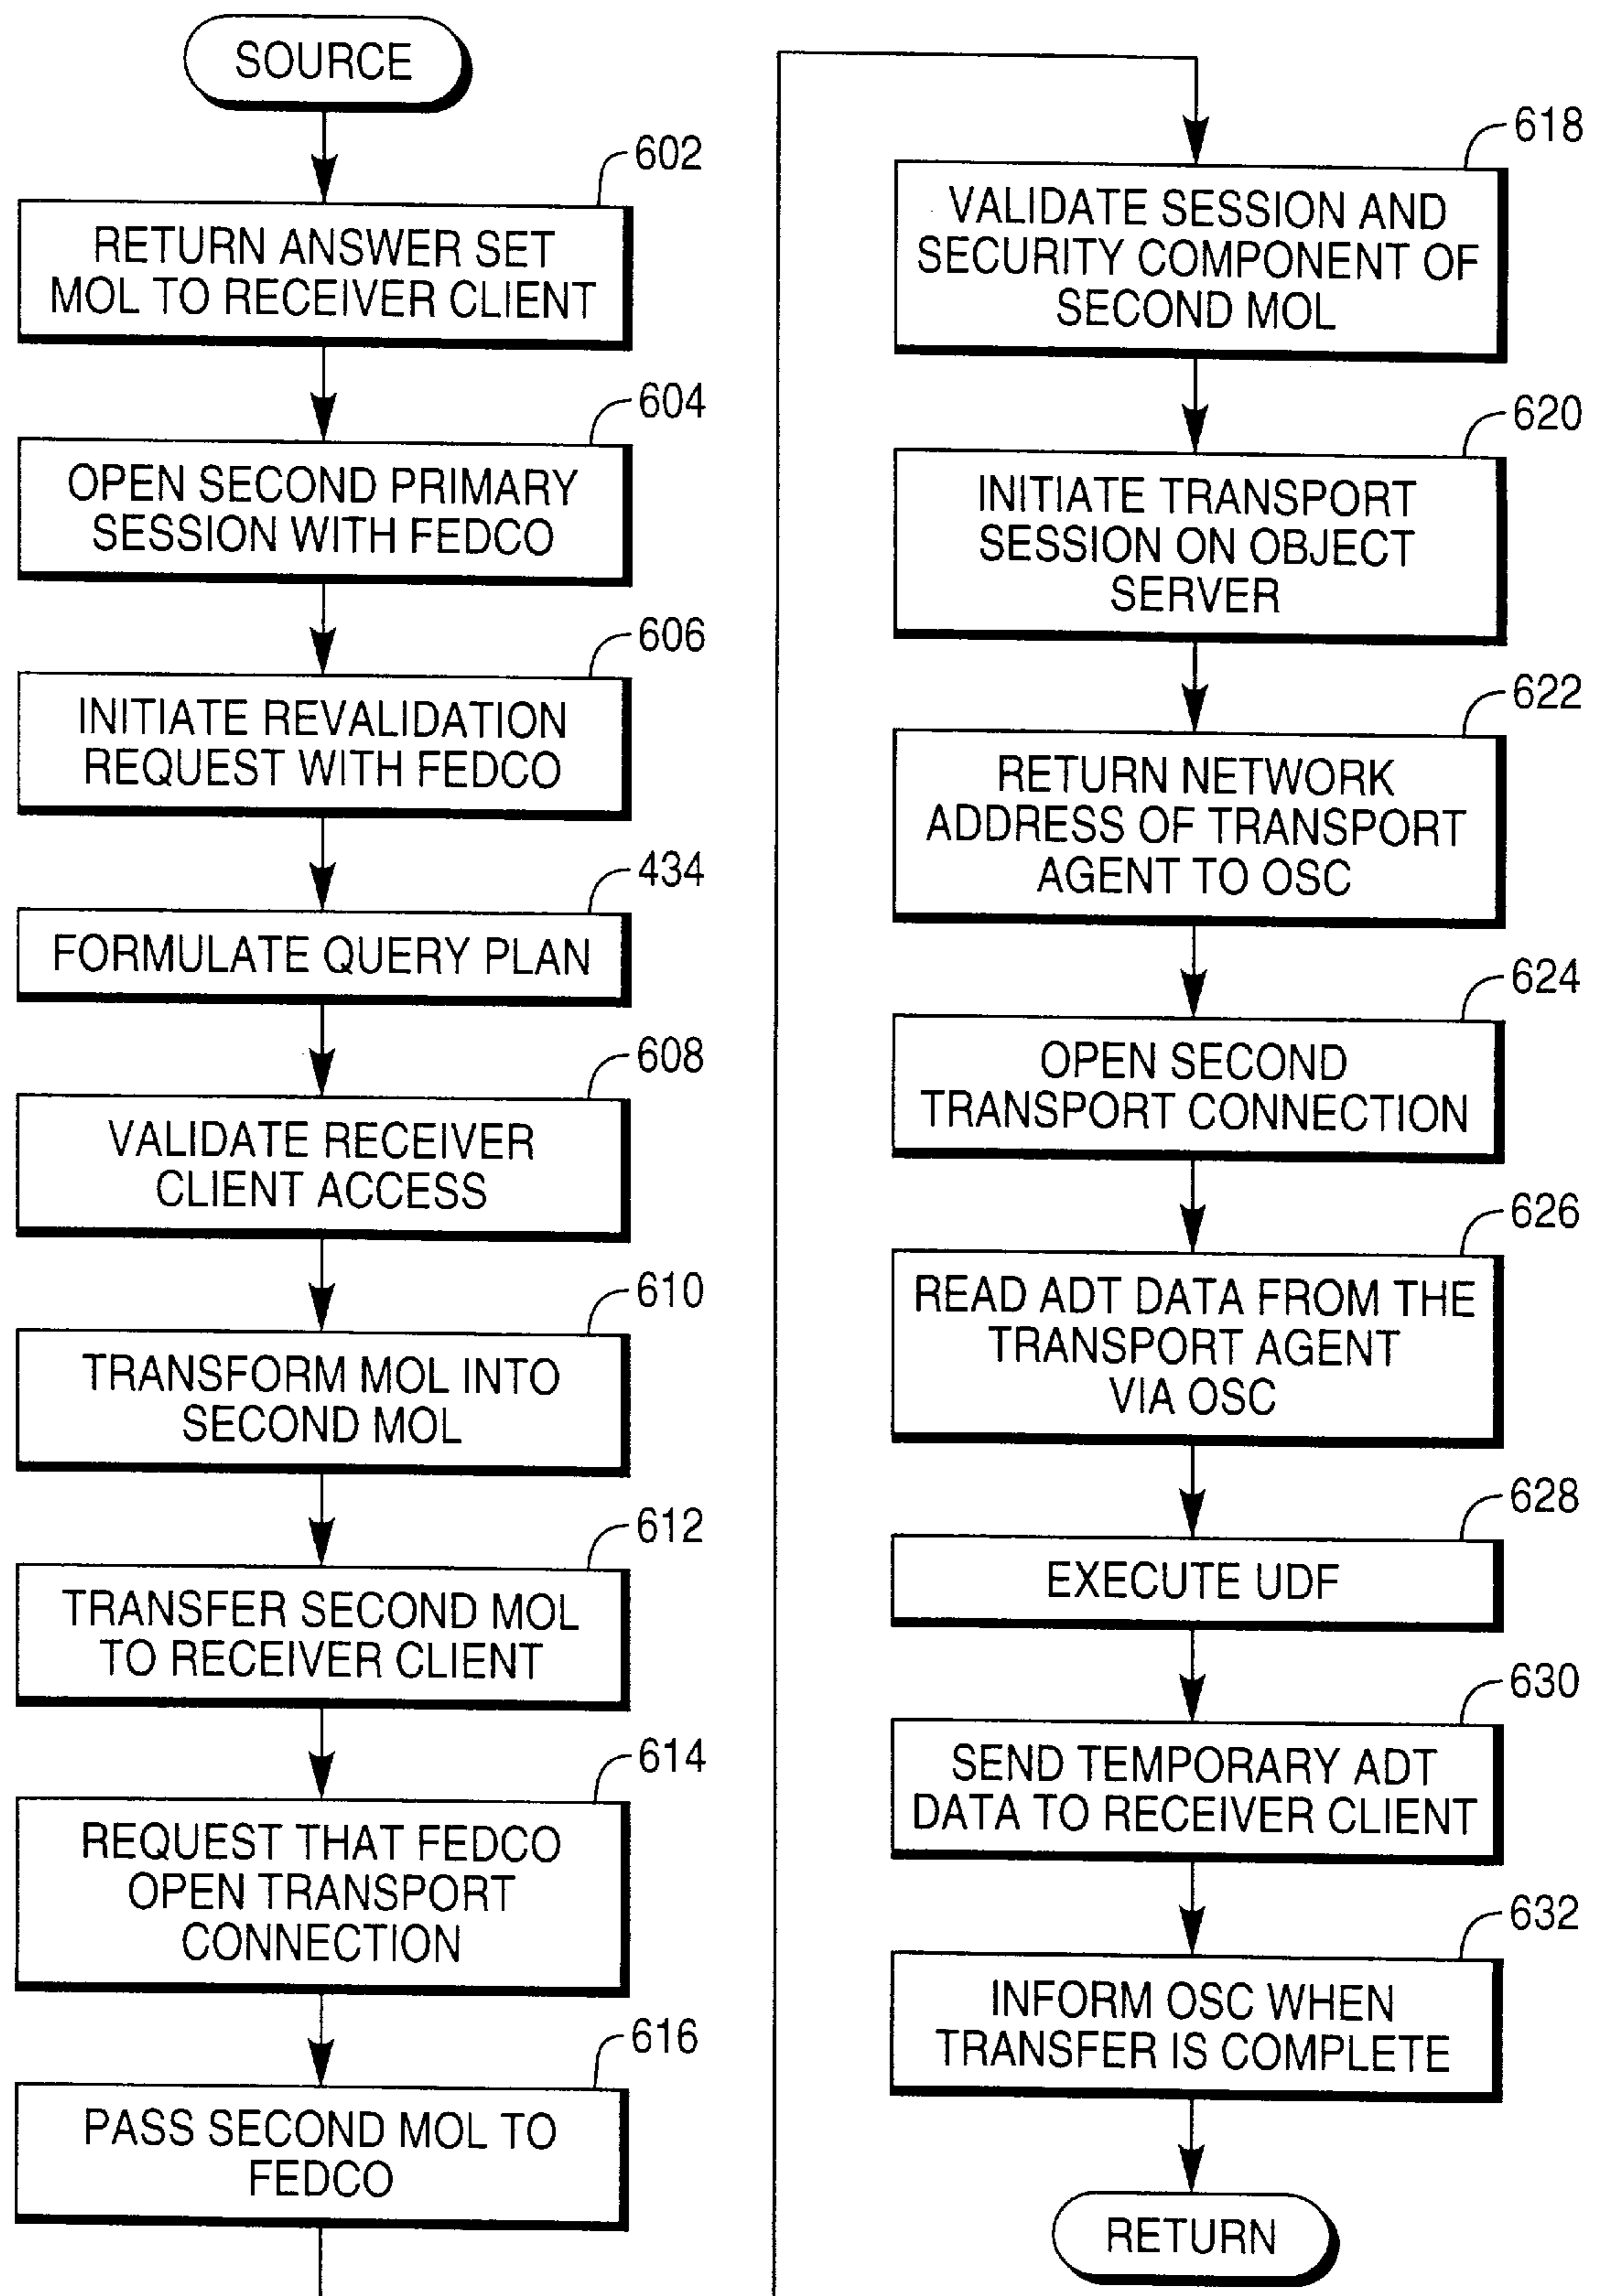 SOURCE
602
RETURN ANSWER SET
MOL TO RECEIVER CLIENT
604
OPEN SECOND PRIMARY
SESSION WITH FEDCO
606
INITIATE REVALIDATION
REQUEST WITH FEDCO
434
FORMULATE QUERY PLAN
608
VALIDATE RECEIVER
CLIENT ACCESS
610
TRANSFORM MOL INTO
SECOND MOL
612
TRANSFER SECOND MOL
TO RECEIVER CLIENT
614
REQUEST THAT FEDCO
OPEN TRANSPORT
CONNECTION
616
PASS SECOND MOL TO
FEDCO
618
VALIDATE SESSION AND
SECURITY COMPONENT OF
SECOND MOL
620
INITIATE TRANSPORT
SESSION ON OBJECT
SERVER
622
RETURN NETWORK
ADDRESS OF TRANSPORT
AGENT TO OSC
624
OPEN SECOND
TRANSPORT CONNECTION
626
READ ADT DATA FROM THE
TRANSPORT AGENT
VIA OSC
628
EXECUTE UDF
630
SEND TEMPORARY ADT
DATA TO RECEIVER CLIENT
632
INFORM OSC WHEN
TRANSFER IS COMPLETE
RETURN